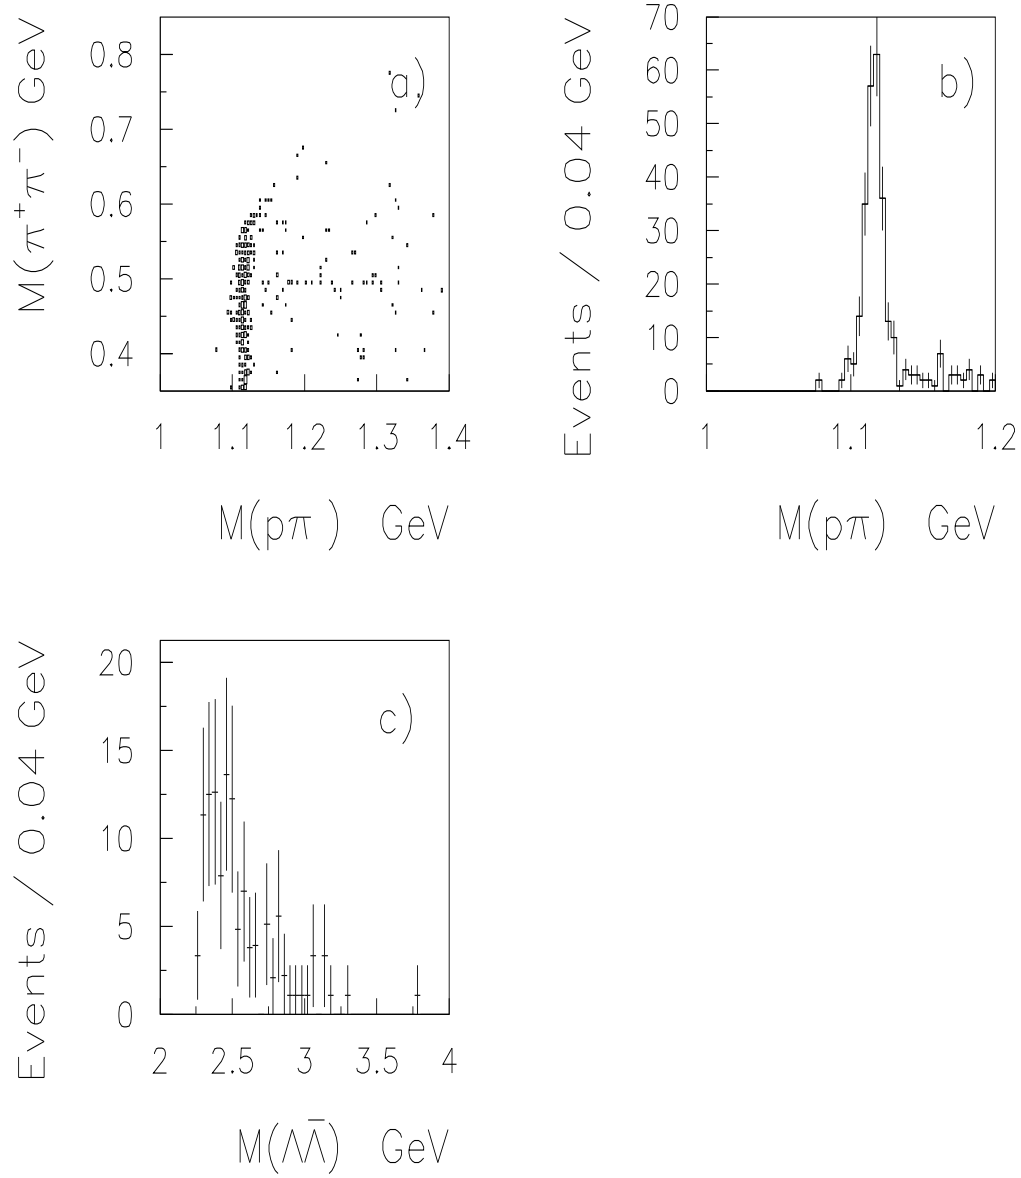 M(π⁺π⁻) GeV
0.8
0.7
0.6
0.5
0.4
a)
1 1.1 1.2 1.3 1.4
M(pπ) GeV
Events / 0.04 GeV
70
60
50
40
30
20
10
0
b)
1 1.1 1.2
M(pπ) GeV
Events / 0.04 GeV
20
15
10
5
0
c)
2 2.5 3 3.5 4
M(ΛΛ̄) GeV